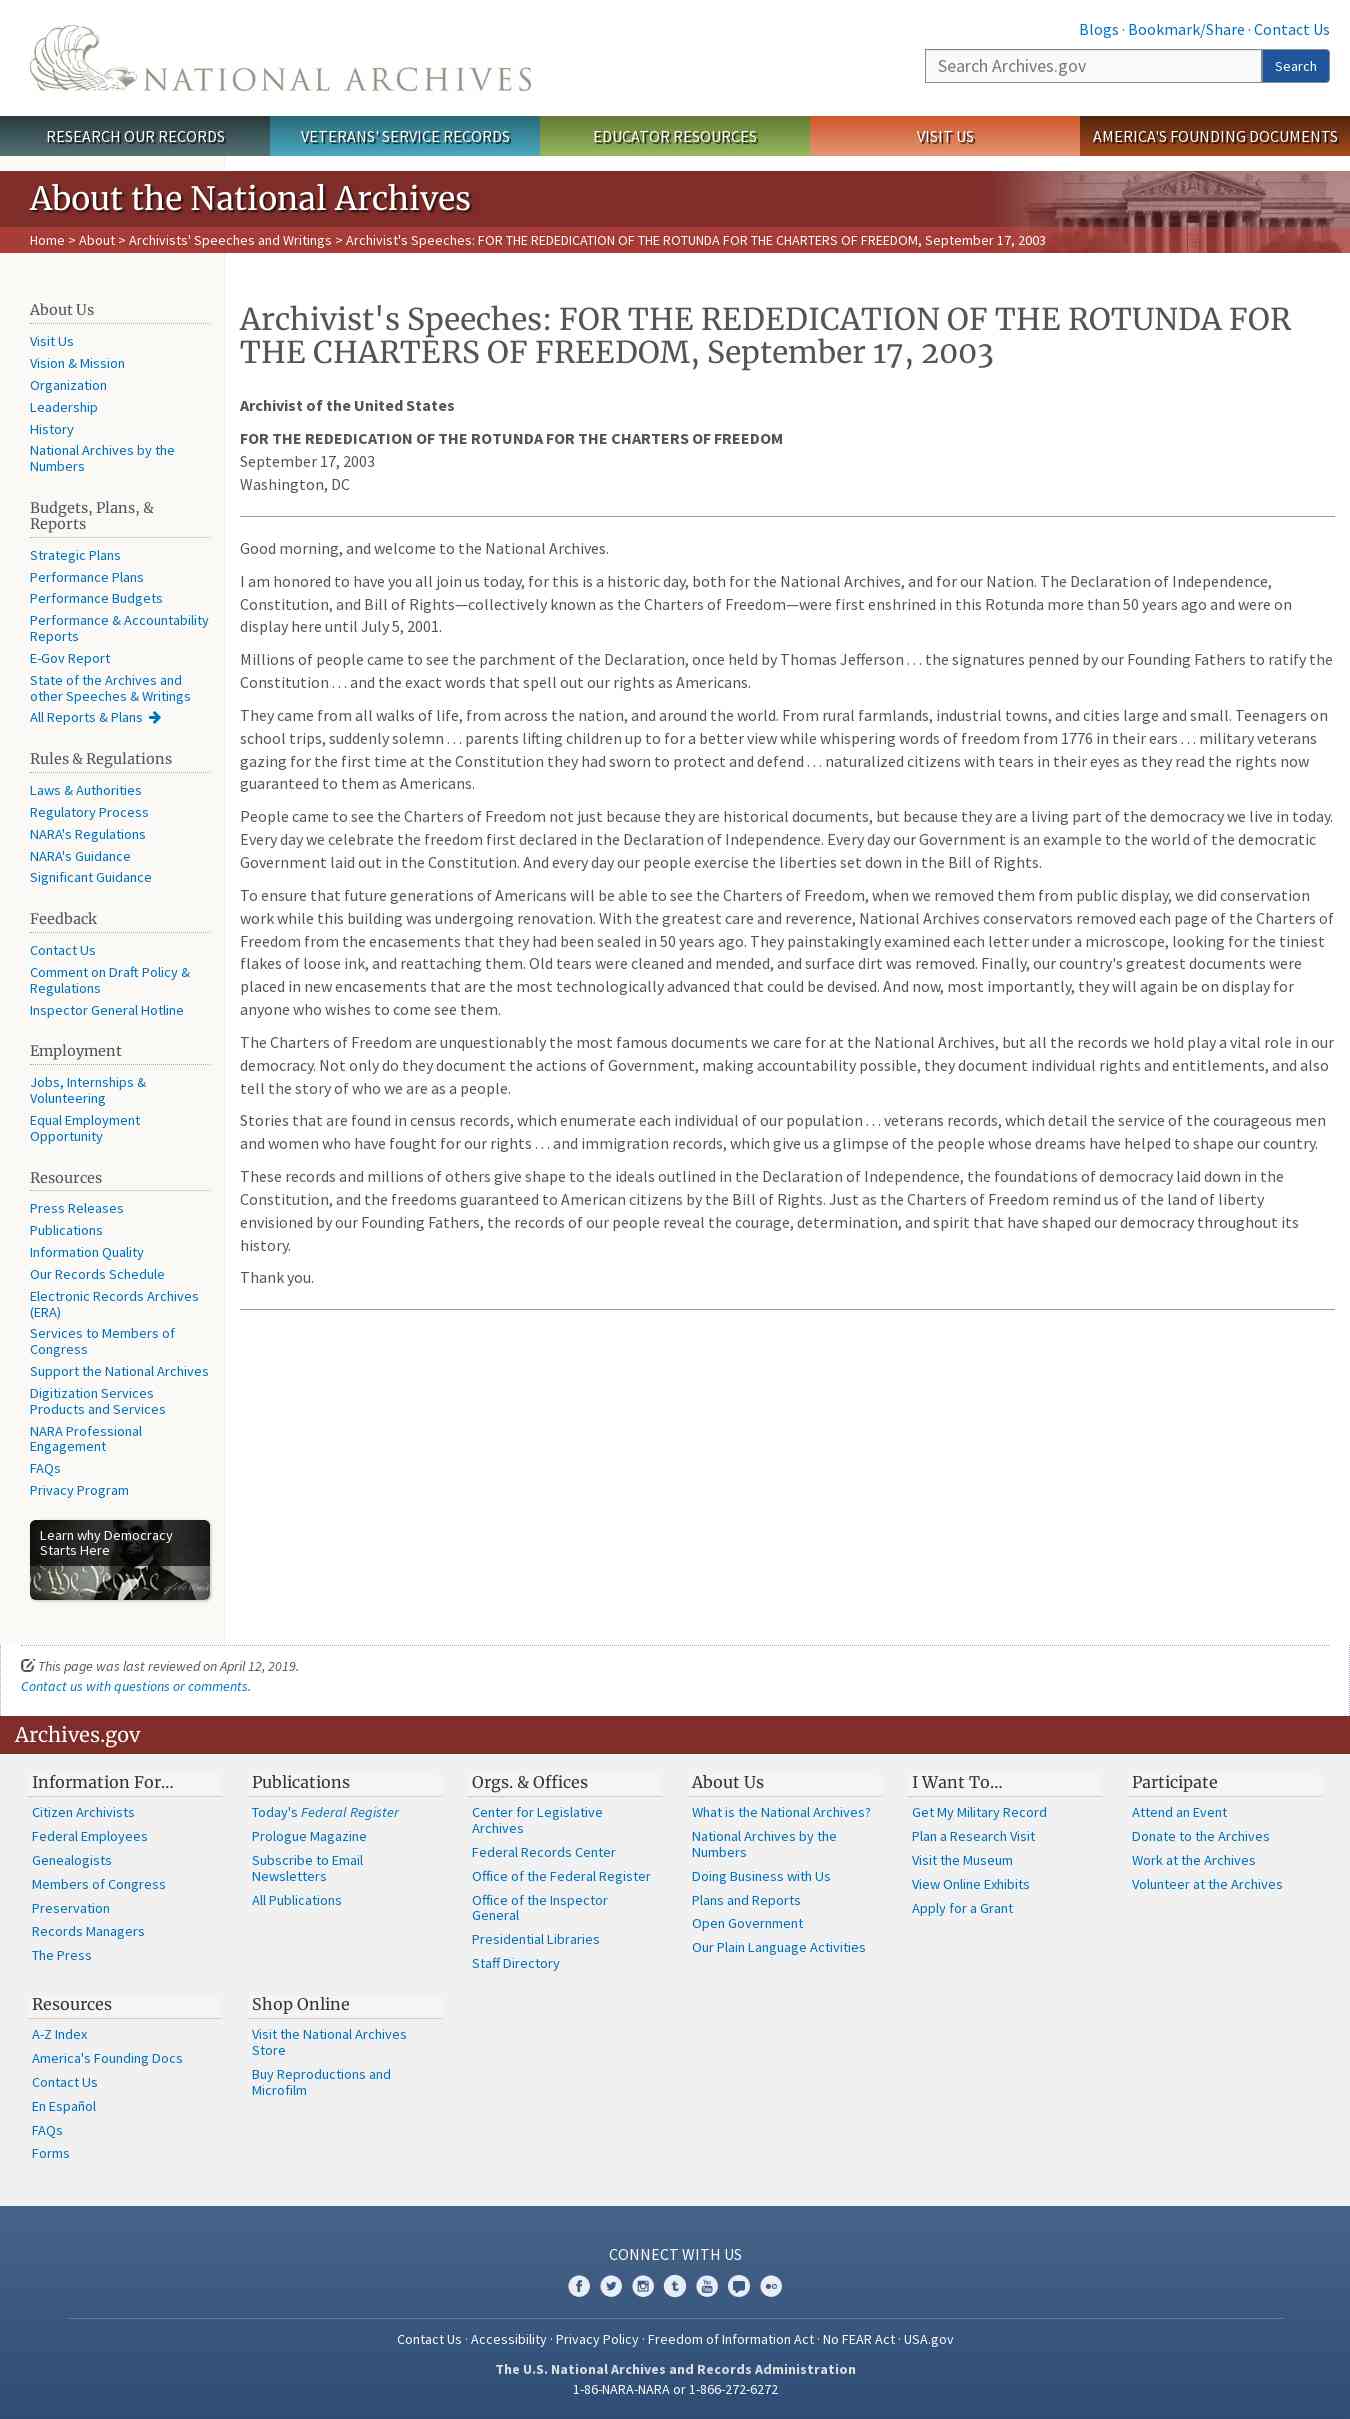 Blogs · Bookmark/Share · Contact Us
NATIONAL ARCHIVES
Search Archives.gov
Search
RESEARCH OUR RECORDS
VETERANS' SERVICE RECORDS
EDUCATOR RESOURCES
VISIT US
AMERICA'S FOUNDING DOCUMENTS
About the National Archives
Home > About > Archivists' Speeches and Writings > Archivist's Speeches: FOR THE REDEDICATION OF THE ROTUNDA FOR THE CHARTERS OF FREEDOM, September 17, 2003
About Us
Visit Us
Vision & Mission
Organization
Leadership
History
National Archives by the
Numbers
Budgets, Plans, &
Reports
Strategic Plans
Performance Plans
Performance Budgets
Performance & Accountability
Reports
E-Gov Report
State of the Archives and
other Speeches & Writings
All Reports & Plans
Rules & Regulations
Laws & Authorities
Regulatory Process
NARA's Regulations
NARA's Guidance
Significant Guidance
Feedback
Contact Us
Comment on Draft Policy &
Regulations
Inspector General Hotline
Employment
Jobs, Internships &
Volunteering
Equal Employment
Opportunity
Resources
Press Releases
Publications
Information Quality
Our Records Schedule
Electronic Records Archives
(ERA)
Services to Members of
Congress
Support the National Archives
Digitization Services
Products and Services
NARA Professional
Engagement
FAQs
Privacy Program
Learn why Democracy
Starts Here
We the People
Archivist's Speeches: FOR THE REDEDICATION OF THE ROTUNDA FOR
THE CHARTERS OF FREEDOM, September 17, 2003
Archivist of the United States
FOR THE REDEDICATION OF THE ROTUNDA FOR THE CHARTERS OF FREEDOM
September 17, 2003
Washington, DC
Good morning, and welcome to the National Archives.
I am honored to have you all join us today, for this is a historic day, both for the National Archives, and for our Nation. The Declaration of Independence,
Constitution, and Bill of Rights—collectively known as the Charters of Freedom—were first enshrined in this Rotunda more than 50 years ago and were on
display here until July 5, 2001.
Millions of people came to see the parchment of the Declaration, once held by Thomas Jefferson . . . the signatures penned by our Founding Fathers to ratify the
Constitution . . . and the exact words that spell out our rights as Americans.
They came from all walks of life, from across the nation, and around the world. From rural farmlands, industrial towns, and cities large and small. Teenagers on
school trips, suddenly solemn . . . parents lifting children up to for a better view while whispering words of freedom from 1776 in their ears . . . military veterans
gazing for the first time at the Constitution they had sworn to protect and defend . . . naturalized citizens with tears in their eyes as they read the rights now
guaranteed to them as Americans.
People came to see the Charters of Freedom not just because they are historical documents, but because they are a living part of the democracy we live in today.
Every day we celebrate the freedom first declared in the Declaration of Independence. Every day our Government is an example to the world of the democratic
Government laid out in the Constitution. And every day our people exercise the liberties set down in the Bill of Rights.
To ensure that future generations of Americans will be able to see the Charters of Freedom, when we removed them from public display, we did conservation
work while this building was undergoing renovation. With the greatest care and reverence, National Archives conservators removed each page of the Charters of
Freedom from the encasements that they had been sealed in 50 years ago. They painstakingly examined each letter under a microscope, looking for the tiniest
flakes of loose ink, and reattaching them. Old tears were cleaned and mended, and surface dirt was removed. Finally, our country's greatest documents were
placed in new encasements that are the most technologically advanced that could be devised. And now, most importantly, they will again be on display for
anyone who wishes to come see them.
The Charters of Freedom are unquestionably the most famous documents we care for at the National Archives, but all the records we hold play a vital role in our
democracy. Not only do they document the actions of Government, making accountability possible, they document individual rights and entitlements, and also
tell the story of who we are as a people.
Stories that are found in census records, which enumerate each individual of our population . . . veterans records, which detail the service of the courageous men
and women who have fought for our rights . . . and immigration records, which give us a glimpse of the people whose dreams have helped to shape our country.
These records and millions of others give shape to the ideals outlined in the Declaration of Independence, the foundations of democracy laid down in the
Constitution, and the freedoms guaranteed to American citizens by the Bill of Rights. Just as the Charters of Freedom remind us of the land of liberty
envisioned by our Founding Fathers, the records of our people reveal the courage, determination, and spirit that have shaped our democracy throughout its
history.
Thank you.
This page was last reviewed on April 12, 2019.
Contact us with questions or comments.
Archives.gov
Information For…
Citizen Archivists
Federal Employees
Genealogists
Members of Congress
Preservation
Records Managers
The Press
Publications
Today's Federal Register
Prologue Magazine
Subscribe to Email
Newsletters
All Publications
Orgs. & Offices
Center for Legislative
Archives
Federal Records Center
Office of the Federal Register
Office of the Inspector
General
Presidential Libraries
Staff Directory
About Us
What is the National Archives?
National Archives by the
Numbers
Doing Business with Us
Plans and Reports
Open Government
Our Plain Language Activities
I Want To…
Get My Military Record
Plan a Research Visit
Visit the Museum
View Online Exhibits
Apply for a Grant
Participate
Attend an Event
Donate to the Archives
Work at the Archives
Volunteer at the Archives
Resources
A-Z Index
America's Founding Docs
Contact Us
En Español
FAQs
Forms
Shop Online
Visit the National Archives
Store
Buy Reproductions and
Microfilm
CONNECT WITH US
Contact Us · Accessibility · Privacy Policy · Freedom of Information Act · No FEAR Act · USA.gov
The U.S. National Archives and Records Administration
1-86-NARA-NARA or 1-866-272-6272